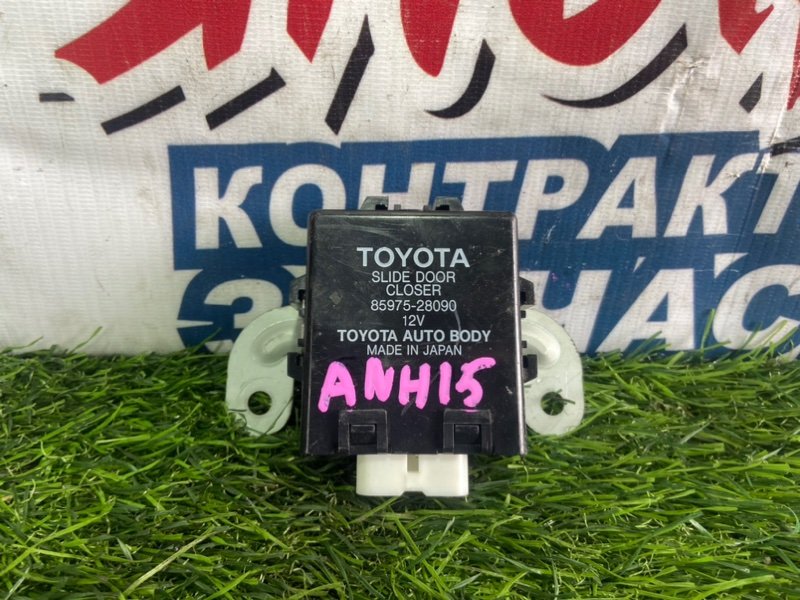 КОНТРАКТ
TOYOTA
SLIDE DOOR
CLOSER
85975-28090
12V
TOYOTA AUTO BODY
MADE IN JAPAN
ANH15